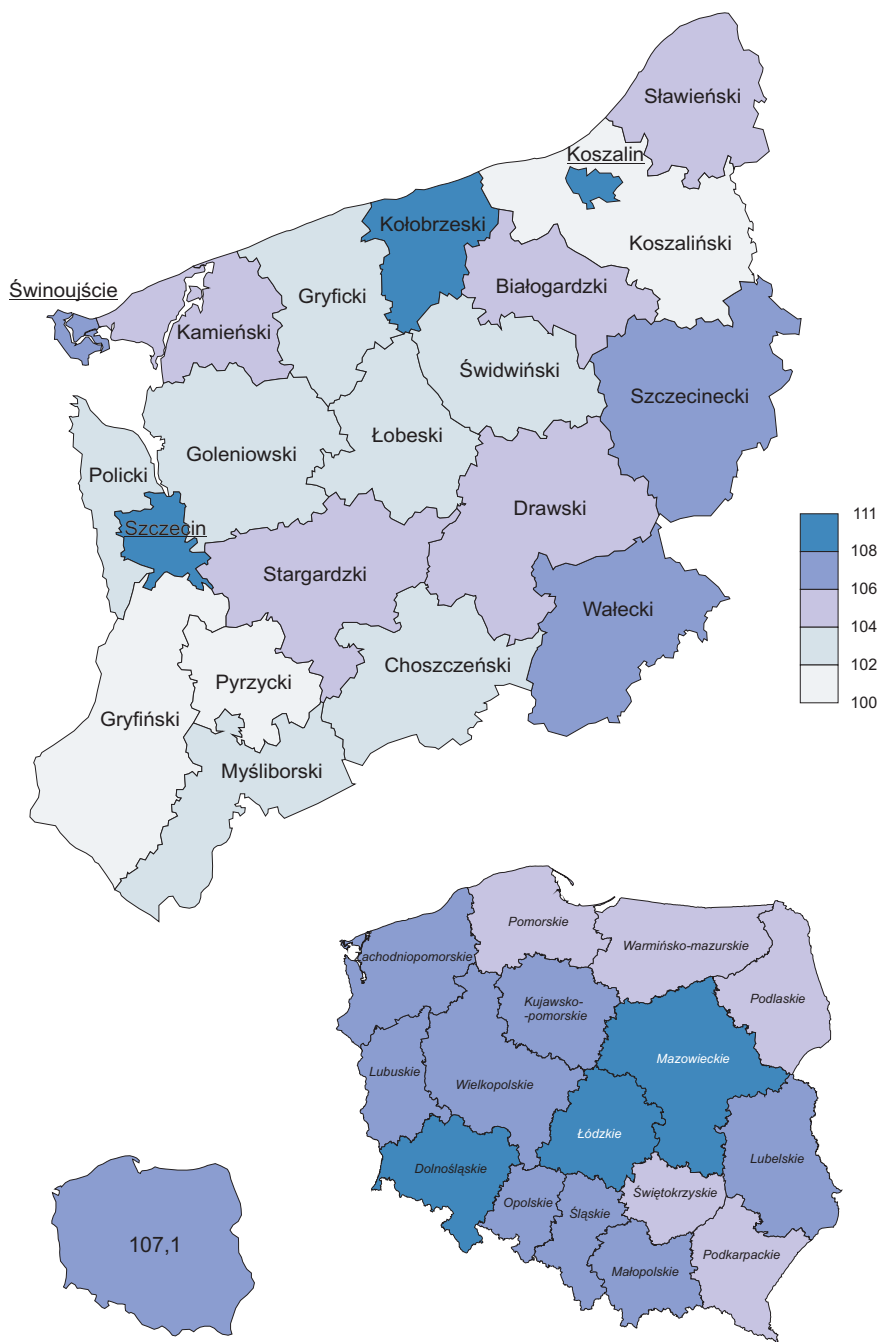 Sławieński
Koszalin
Kołobrzeski
Koszaliński
Świnoujście
Gryficki
Białogardzki
Kamieński
Świdwiński
Szczecinecki
Łobeski
Goleniowski
Policki
Drawski
Szczecin
Stargardzki
Wałecki
Choszczeński
Pyrzycki
Gryfiński
Myśliborski
111
108
106
104
102
100
Pomorskie
Warmińsko-mazurskie
Zachodniopomorskie
Podlaskie
Kujawsko-
-pomorskie
Mazowieckie
Lubuskie
Wielkopolskie
Łódzkie
Lubelskie
Dolnośląskie
Świętokrzyskie
Opolskie
Śląskie
Podkarpackie
Małopolskie
107,1